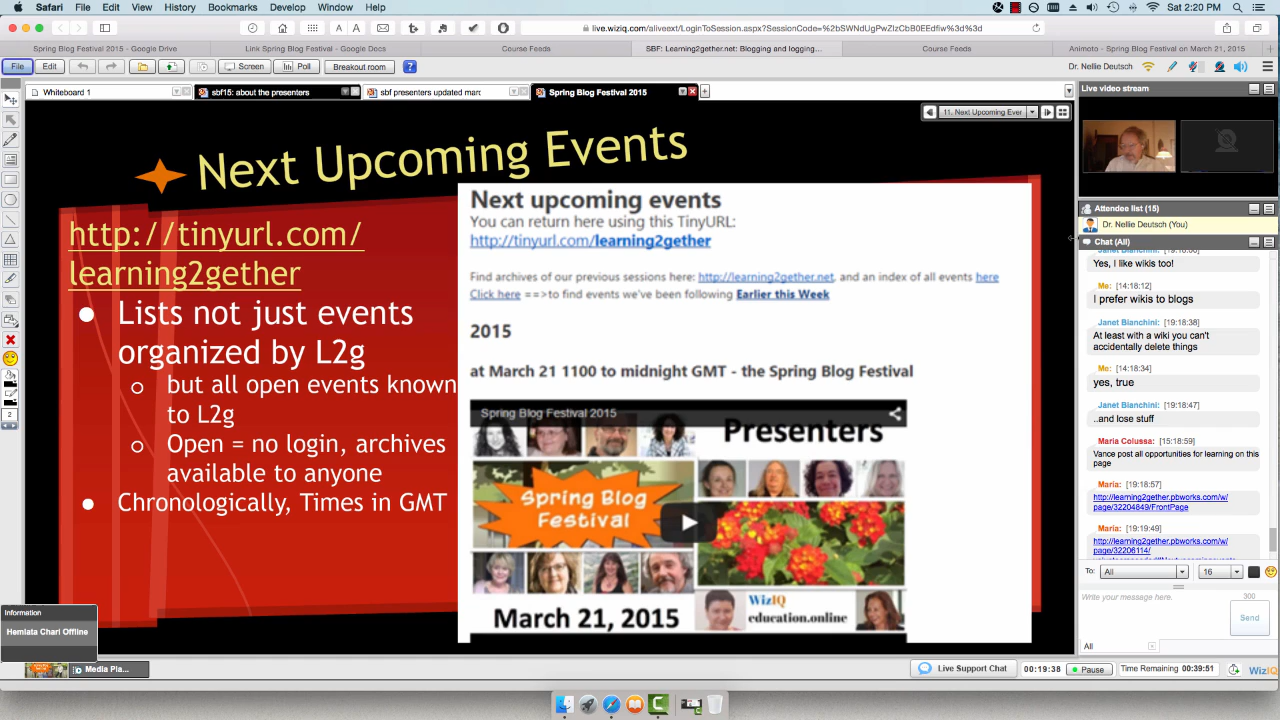 Safari File Edit View History Bookmarks Develop Window Help
Sat 2:20 PM
live.wiziq.com/aliveext/LoginToSession.aspx?SessionCode=%2bSWNdUgPwZIzCbB0EEdfiw%3d%3d
Spring Blog Festival 2015 - Google Drive
Link Spring Blog Festival - Google Docs
Course Feeds
SBF: Learning2gether.net: Blogging and logging...
Course Feeds
Animoto - Spring Blog Festival on March 21, 2015
File Edit Screen Poll Breakout room ?
Dr. Nellie Deutsch
Whiteboard 1
sbf15: about the presenters
sbf presenters updated marc
Spring Blog Festival 2015
11. Next Upcoming Ever
Next Upcoming Events
http://tinyurl.com/
learning2gether
Lists not just events
organized by L2g
but all open events known
to L2g
Open = no login, archives
available to anyone
Chronologically, Times in GMT
Next upcoming events
You can return here using this TinyURL:
http://tinyurl.com/learning2gether
Find archives of our previous sessions here: http://learning2gether.net, and an index of all events here
Click here ==>to find events we've been following Earlier this Week
2015
at March 21 1100 to midnight GMT - the Spring Blog Festival
Spring Blog Festival 2015
Presenters
Spring Blog
Festival
March 21, 2015
WizIQ
education.online
Live video stream
Attendee list (15)
Dr. Nellie Deutsch (You)
Chat (All)
Yes, I like wikis too!
Me: [14:18:12]
I prefer wikis to blogs
Janet Bianchini: [19:18:38]
At least with a wiki you can't
accidentally delete things
Me: [14:18:34]
yes, true
Janet Bianchini: [19:18:47]
..and lose stuff
Maria Colussa: [15:18:59]
Vance post all opportunities for learning on this
page
Maria: [19:18:57]
http://learning2gether.pbworks.com/w/
page/32204849/FrontPage
Maria: [19:19:49]
http://learning2gether.pbworks.com/w/
page/32206114/
To: All 16
Write your message here.
300
Send
All
Information
Hemlata Chari Offline
Media Pla...
Live Support Chat
00:19:38
Pause
Time Remaining 00:39:51
WizIQ
2